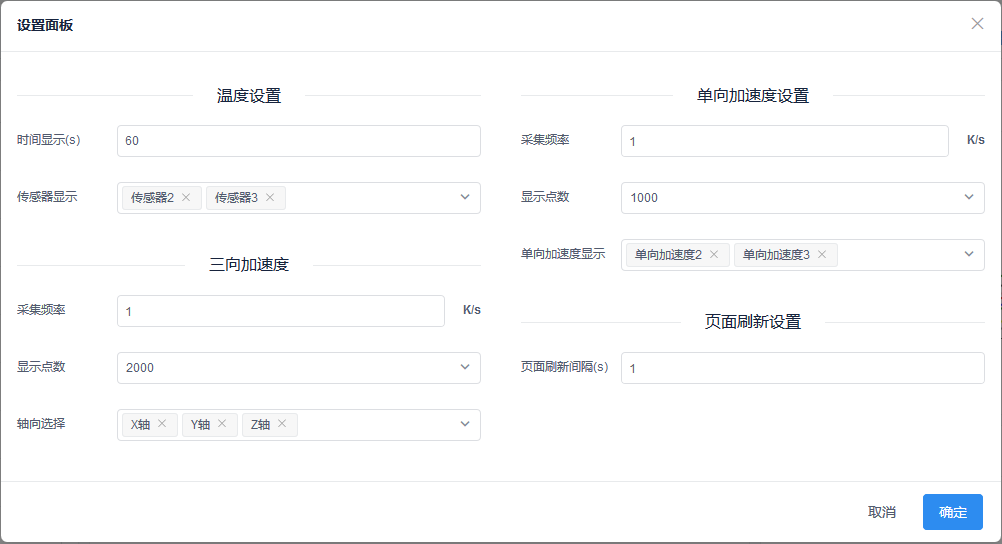 设置面板
温度设置
时间显示(s) 60
传感器显示 传感器2 传感器3
三向加速度
采集频率 1 K/s
显示点数 2000
轴向选择 X轴 Y轴 Z轴
单向加速度设置
采集频率 1 K/s
显示点数 1000
单向加速度显示 单向加速度2 单向加速度3
页面刷新设置
页面刷新间隔(s) 1
取消 确定